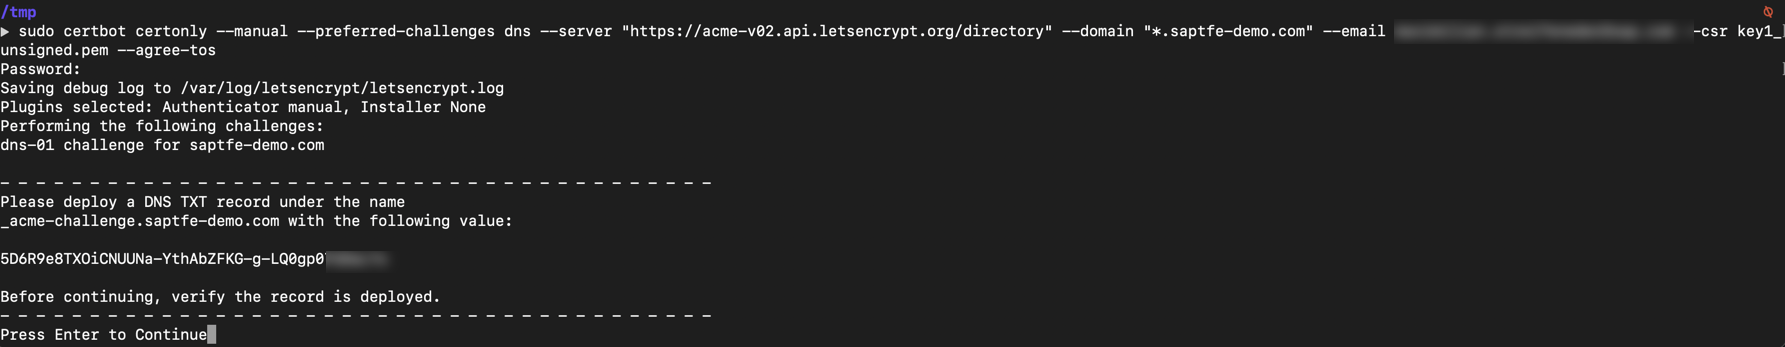 /tmp
▶ sudo certbot certonly --manual --preferred-challenges dns --server "https://acme-v02.api.letsencrypt.org/directory" --domain "*.saptfe-demo.com" --email -csr key1_
unsigned.pem --agree-tos
Password:
Saving debug log to /var/log/letsencrypt/letsencrypt.log
Plugins selected: Authenticator manual, Installer None
Performing the following challenges:
dns-01 challenge for saptfe-demo.com
- - - - - - - - - - - - - - - - - - - - - - - - - - - - - - - - - - - - - - - -
Please deploy a DNS TXT record under the name
_acme-challenge.saptfe-demo.com with the following value:
5D6R9e8TXOiCNUUNa-YthAbZFKG-g-LQ0gp0
Before continuing, verify the record is deployed.
- - - - - - - - - - - - - - - - - - - - - - - - - - - - - - - - - - - - - - - -
Press Enter to Continue